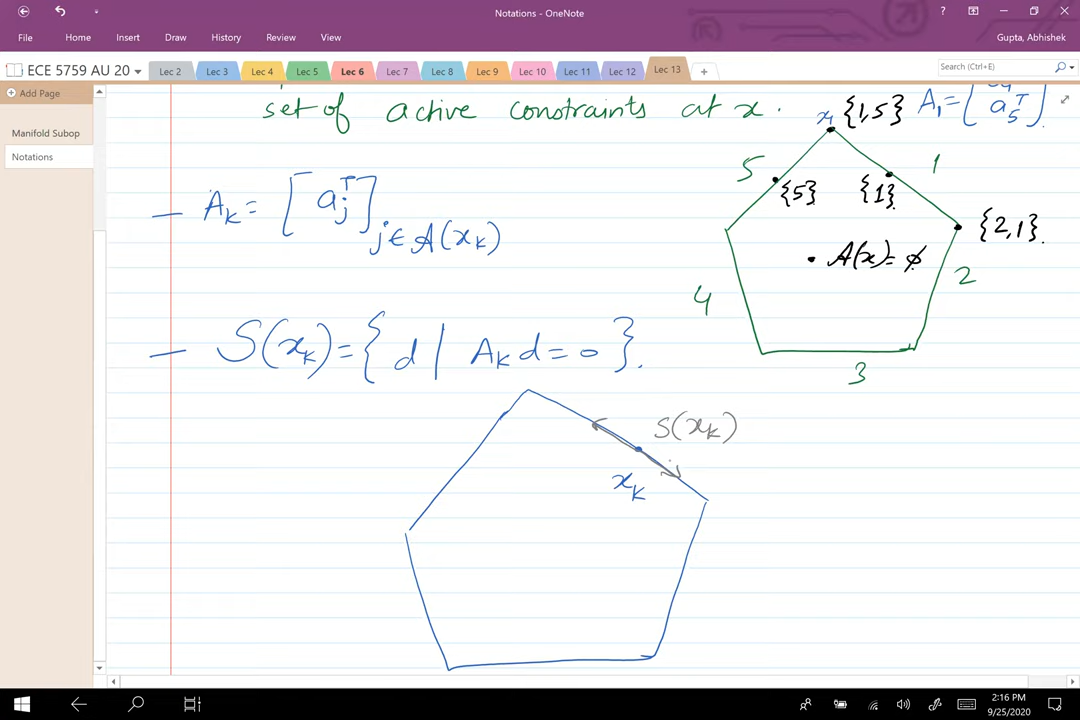 Notations - OneNote
?
File Home Insert Draw History Review View
Gupta, Abhishek
ECE 5759 AU 20
Lec 2 Lec 3 Lec 4 Lec 5 Lec 6 Lec 7 Lec 8 Lec 9 Lec 10 Lec 11 Lec 12 Lec 13
Search (Ctrl+E)
Add Page
Manifold Subop
Notations
set of active constraints at x.
x₁ {1,5} A₁ = [ a₅ᵀ ].
5 1
{5} {1}.
{2,1}.
A(x) = ∅
4 2
3
– Aₖ = [ aⱼᵀ ] j∈A(xₖ)
– S(xₖ) = { d | Aₖ d = 0 }.
S(xₖ)
xₖ
2:16 PM
9/25/2020